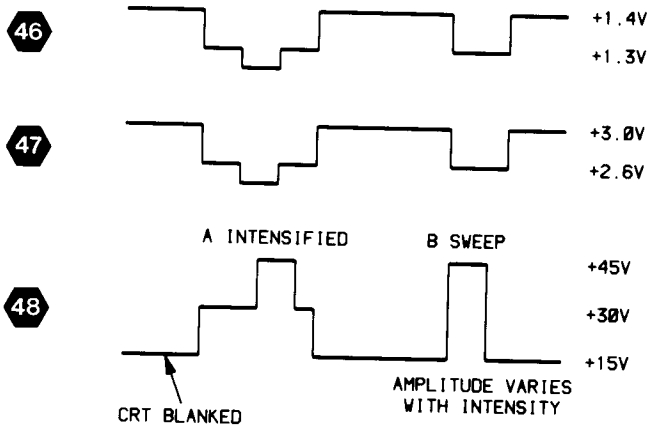 46
+1.4V
+1.3V
47
+3.0V
+2.6V
A INTENSIFIED
B SWEEP
48
+45V
+30V
+15V
CRT BLANKED
AMPLITUDE VARIES
WITH INTENSITY